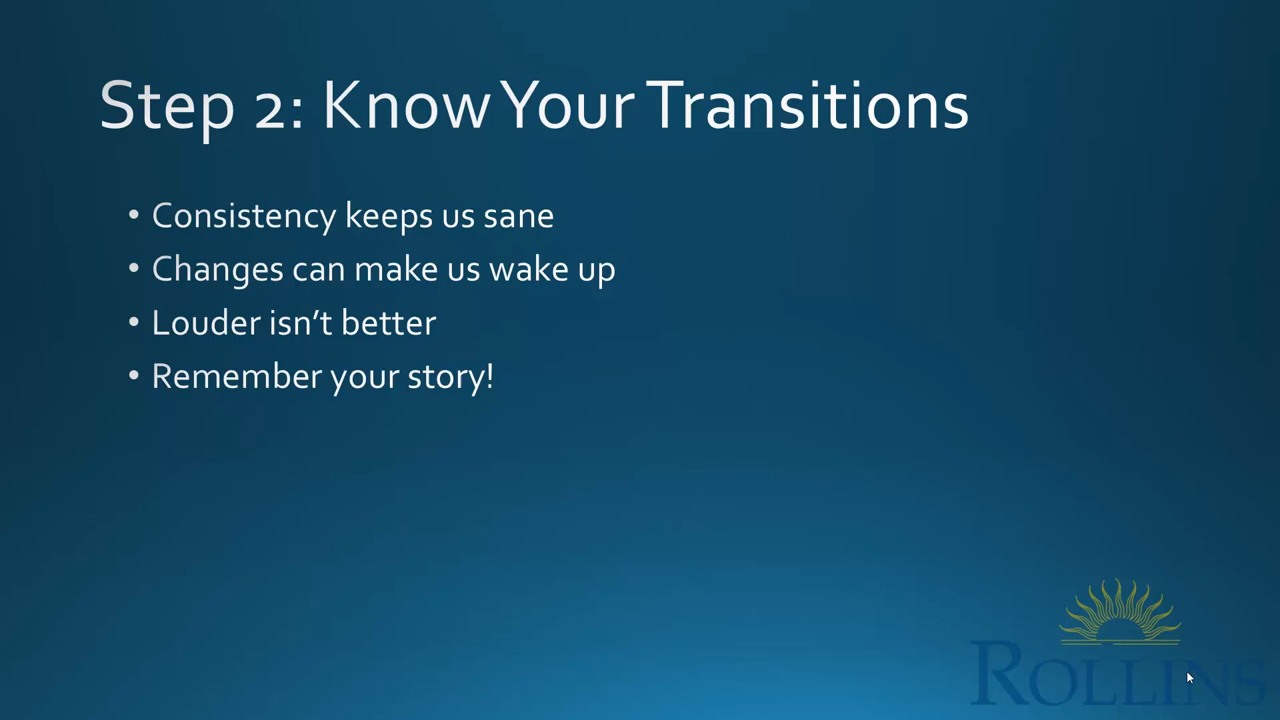 Step 2: Know Your Transitions
• Consistency keeps us sane
• Changes can make us wake up
• Louder isn’t better
• Remember your story!
ROLLINS